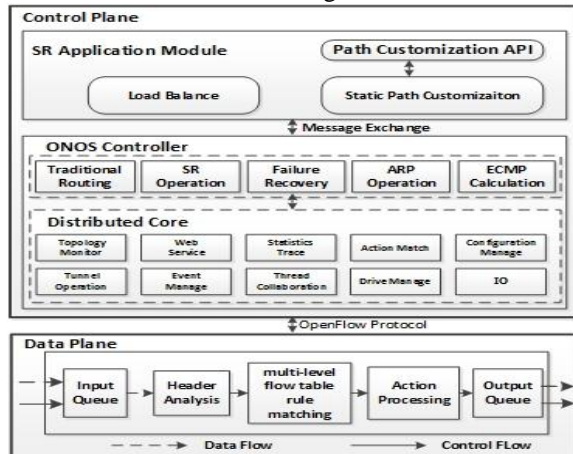 Control Plane
SR Application Module
Path Customization API
Load Balance
Static Path Customizaiton
Message Exchange
ONOS Controller
Traditional Routing
SR Operation
Failure Recovery
ARP Operation
ECMP Calculation
Distributed Core
Topology Monitor
Web Service
Statistics Trace
Action Match
Configuration Manage
Tunnel Operation
Event Manage
Thread Collaboration
Drive Manage
IO
OpenFlow Protocol
Data Plane
Input Queue
Header Analysis
multi-level flow table rule matching
Action Processing
Output Queue
Data Flow
Control FLow